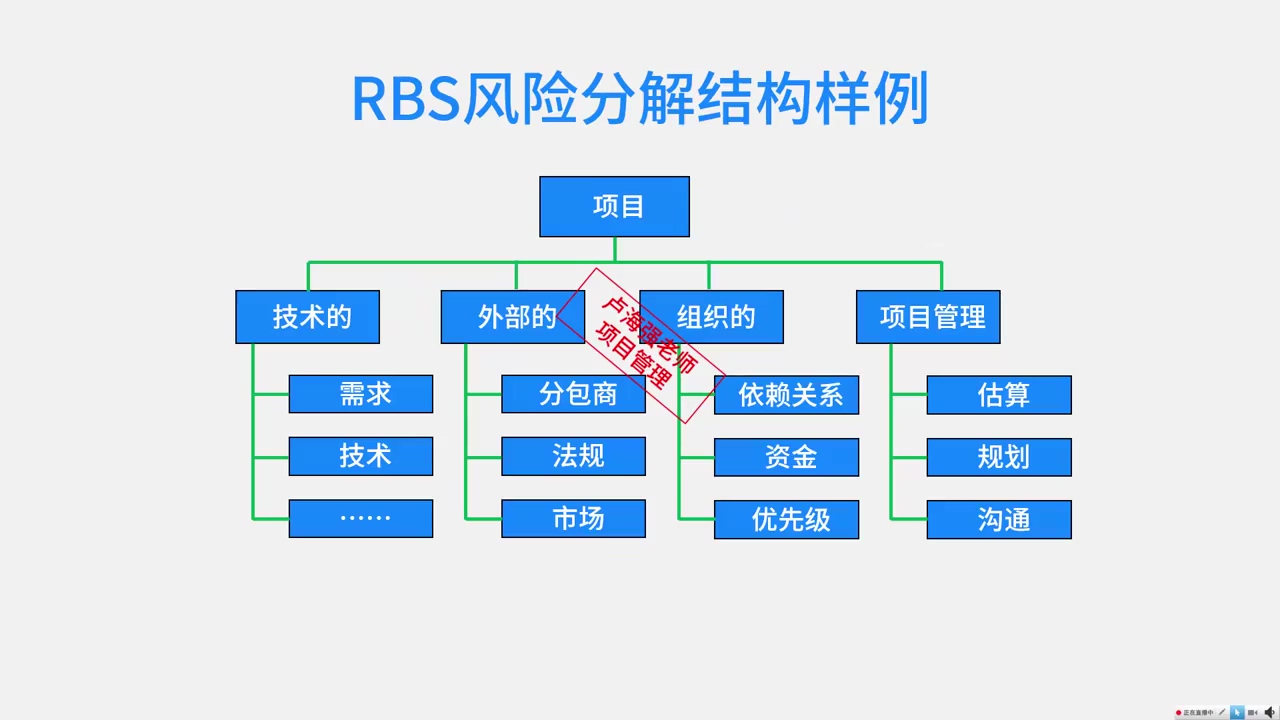 RBS风险分解结构样例
项目
技术的
外部的
组织的
项目管理
卢海强老师
项目管理
需求
分包商
依赖关系
估算
技术
法规
资金
规划
……
市场
优先级
沟通
正在直播中